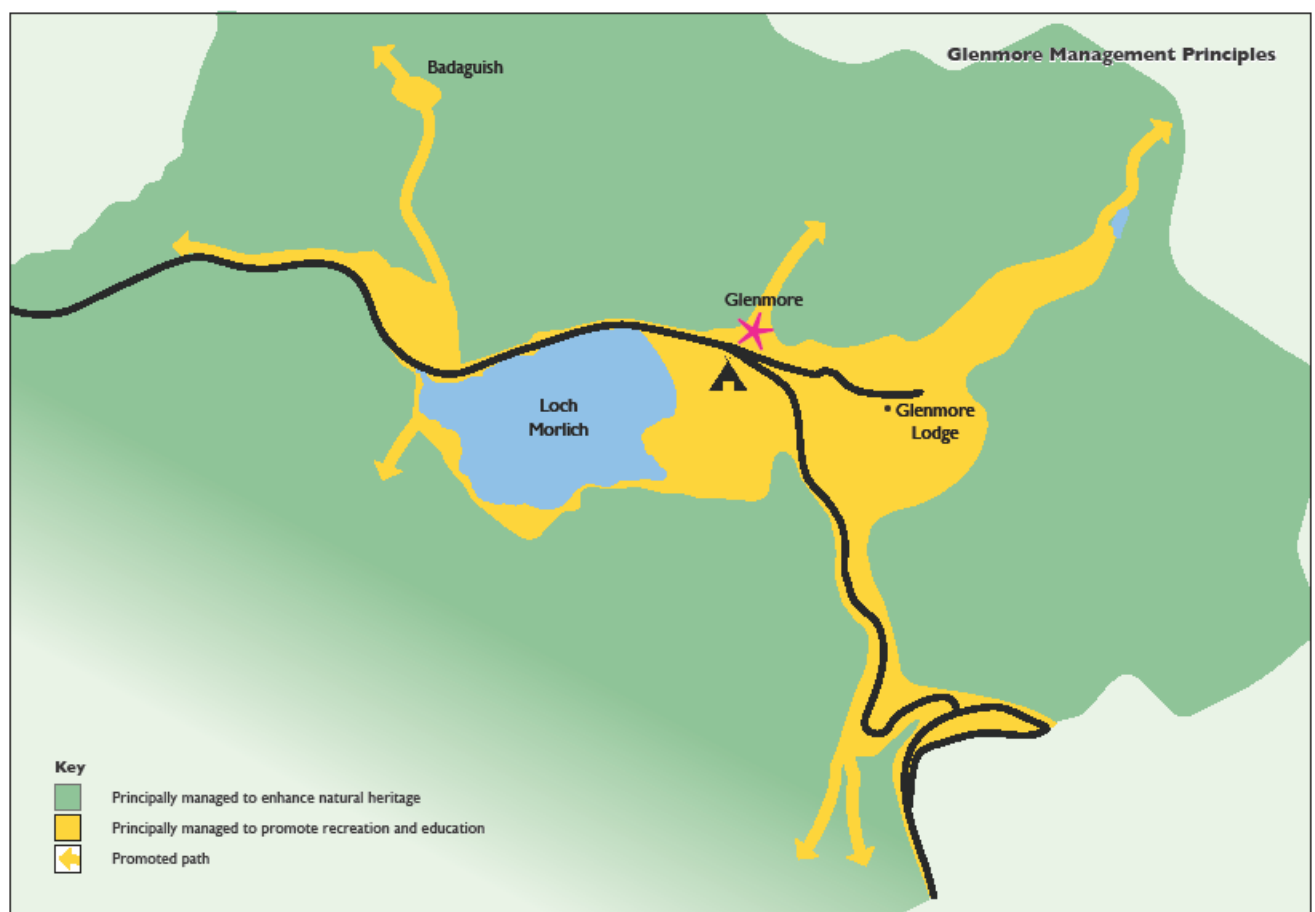 Glenmore Management Principles
Badaguish
Glenmore
Loch
Morlich
Glenmore
Lodge
Key
Principally managed to enhance natural heritage
Principally managed to promote recreation and education
Promoted path